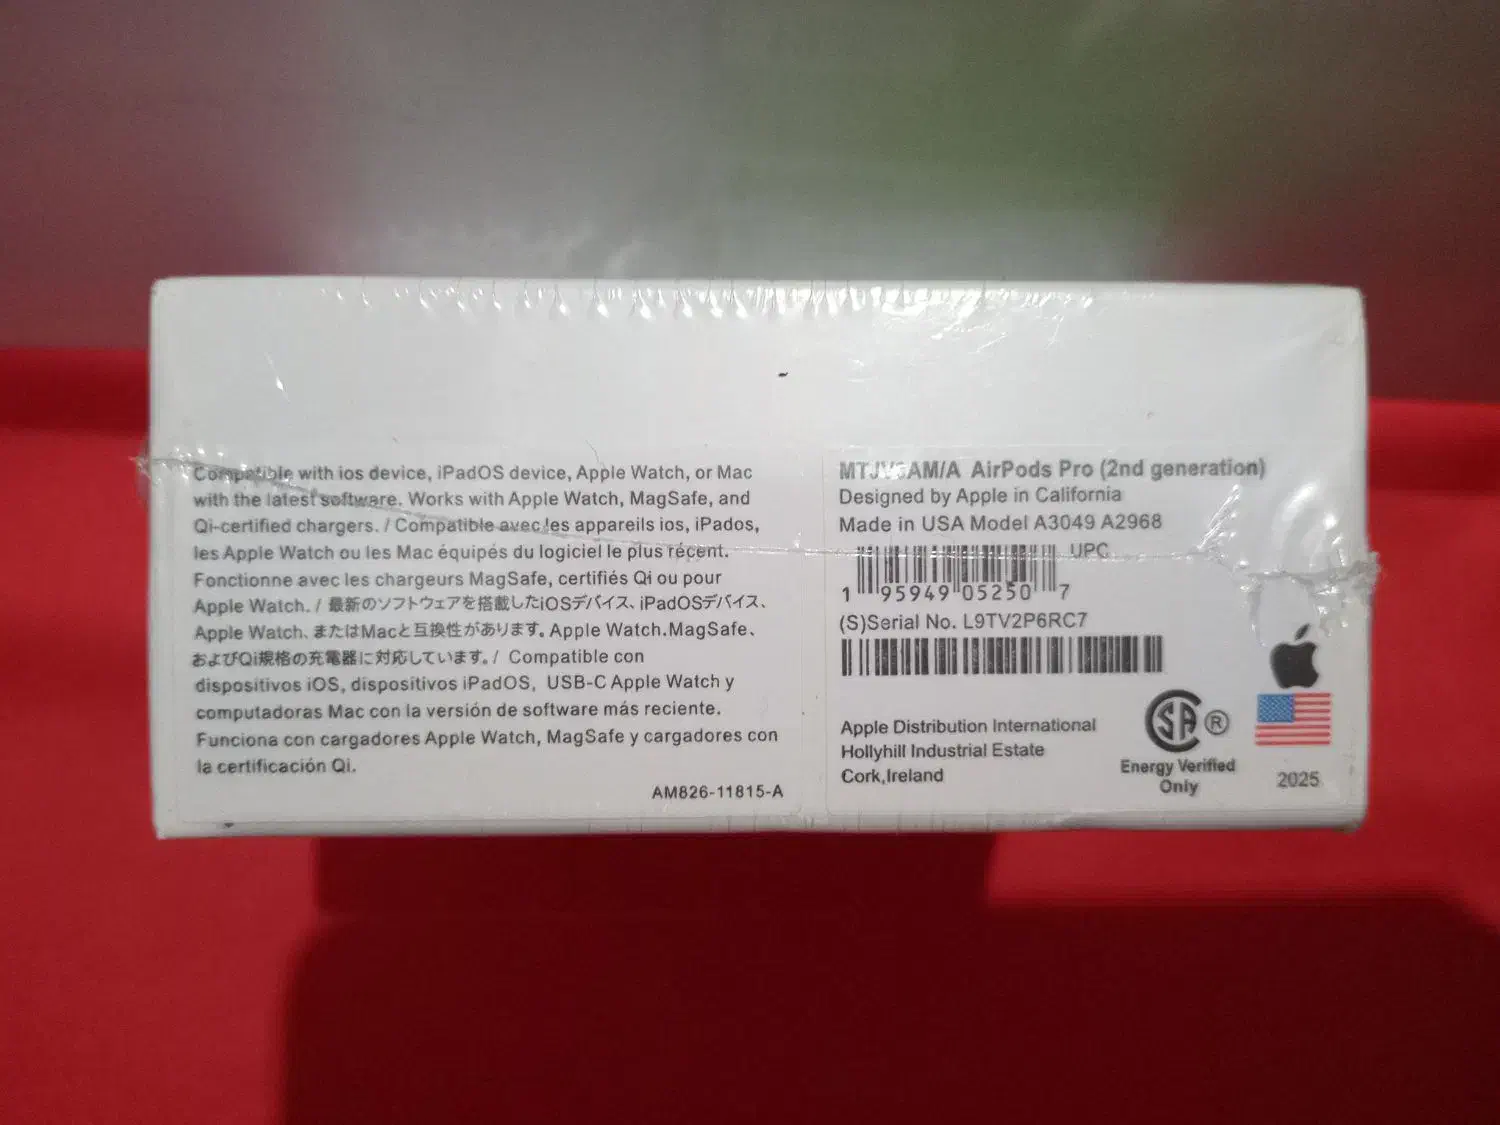 Compatible with ios device, iPadOS device, Apple Watch, or Mac
with the latest software. Works with Apple Watch, MagSafe, and
Qi-certified chargers. / Compatible avec les appareils ios, iPados,
les Apple Watch ou les Mac équipés du logiciel le plus récent.
Fonctionne avec les chargeurs MagSafe, certifiés Qi ou pour
Apple Watch. / 最新のソフトウェアを搭載したiOSデバイス、iPadOSデバイス、
Apple Watch、またはMacと互換性があります。Apple Watch.MagSafe、
およびQi規格の充電器に対応しています。/ Compatible con
dispositivos iOS, dispositivos iPadOS, USB-C Apple Watch y
computadoras Mac con la versión de software más reciente.
Funciona con cargadores Apple Watch, MagSafe y cargadores con
la certificación Qi.
AM826-11815-A
AirPods Pro (2nd generation)
Designed by Apple in California
Made in USA Model A3049 A2968
UPC
1 95949 05250 7
(S)Serial No. L9TV2P6RC7
Apple Distribution International
Hollyhill Industrial Estate
Cork,Ireland
SA ®
Energy Verified
Only
2025